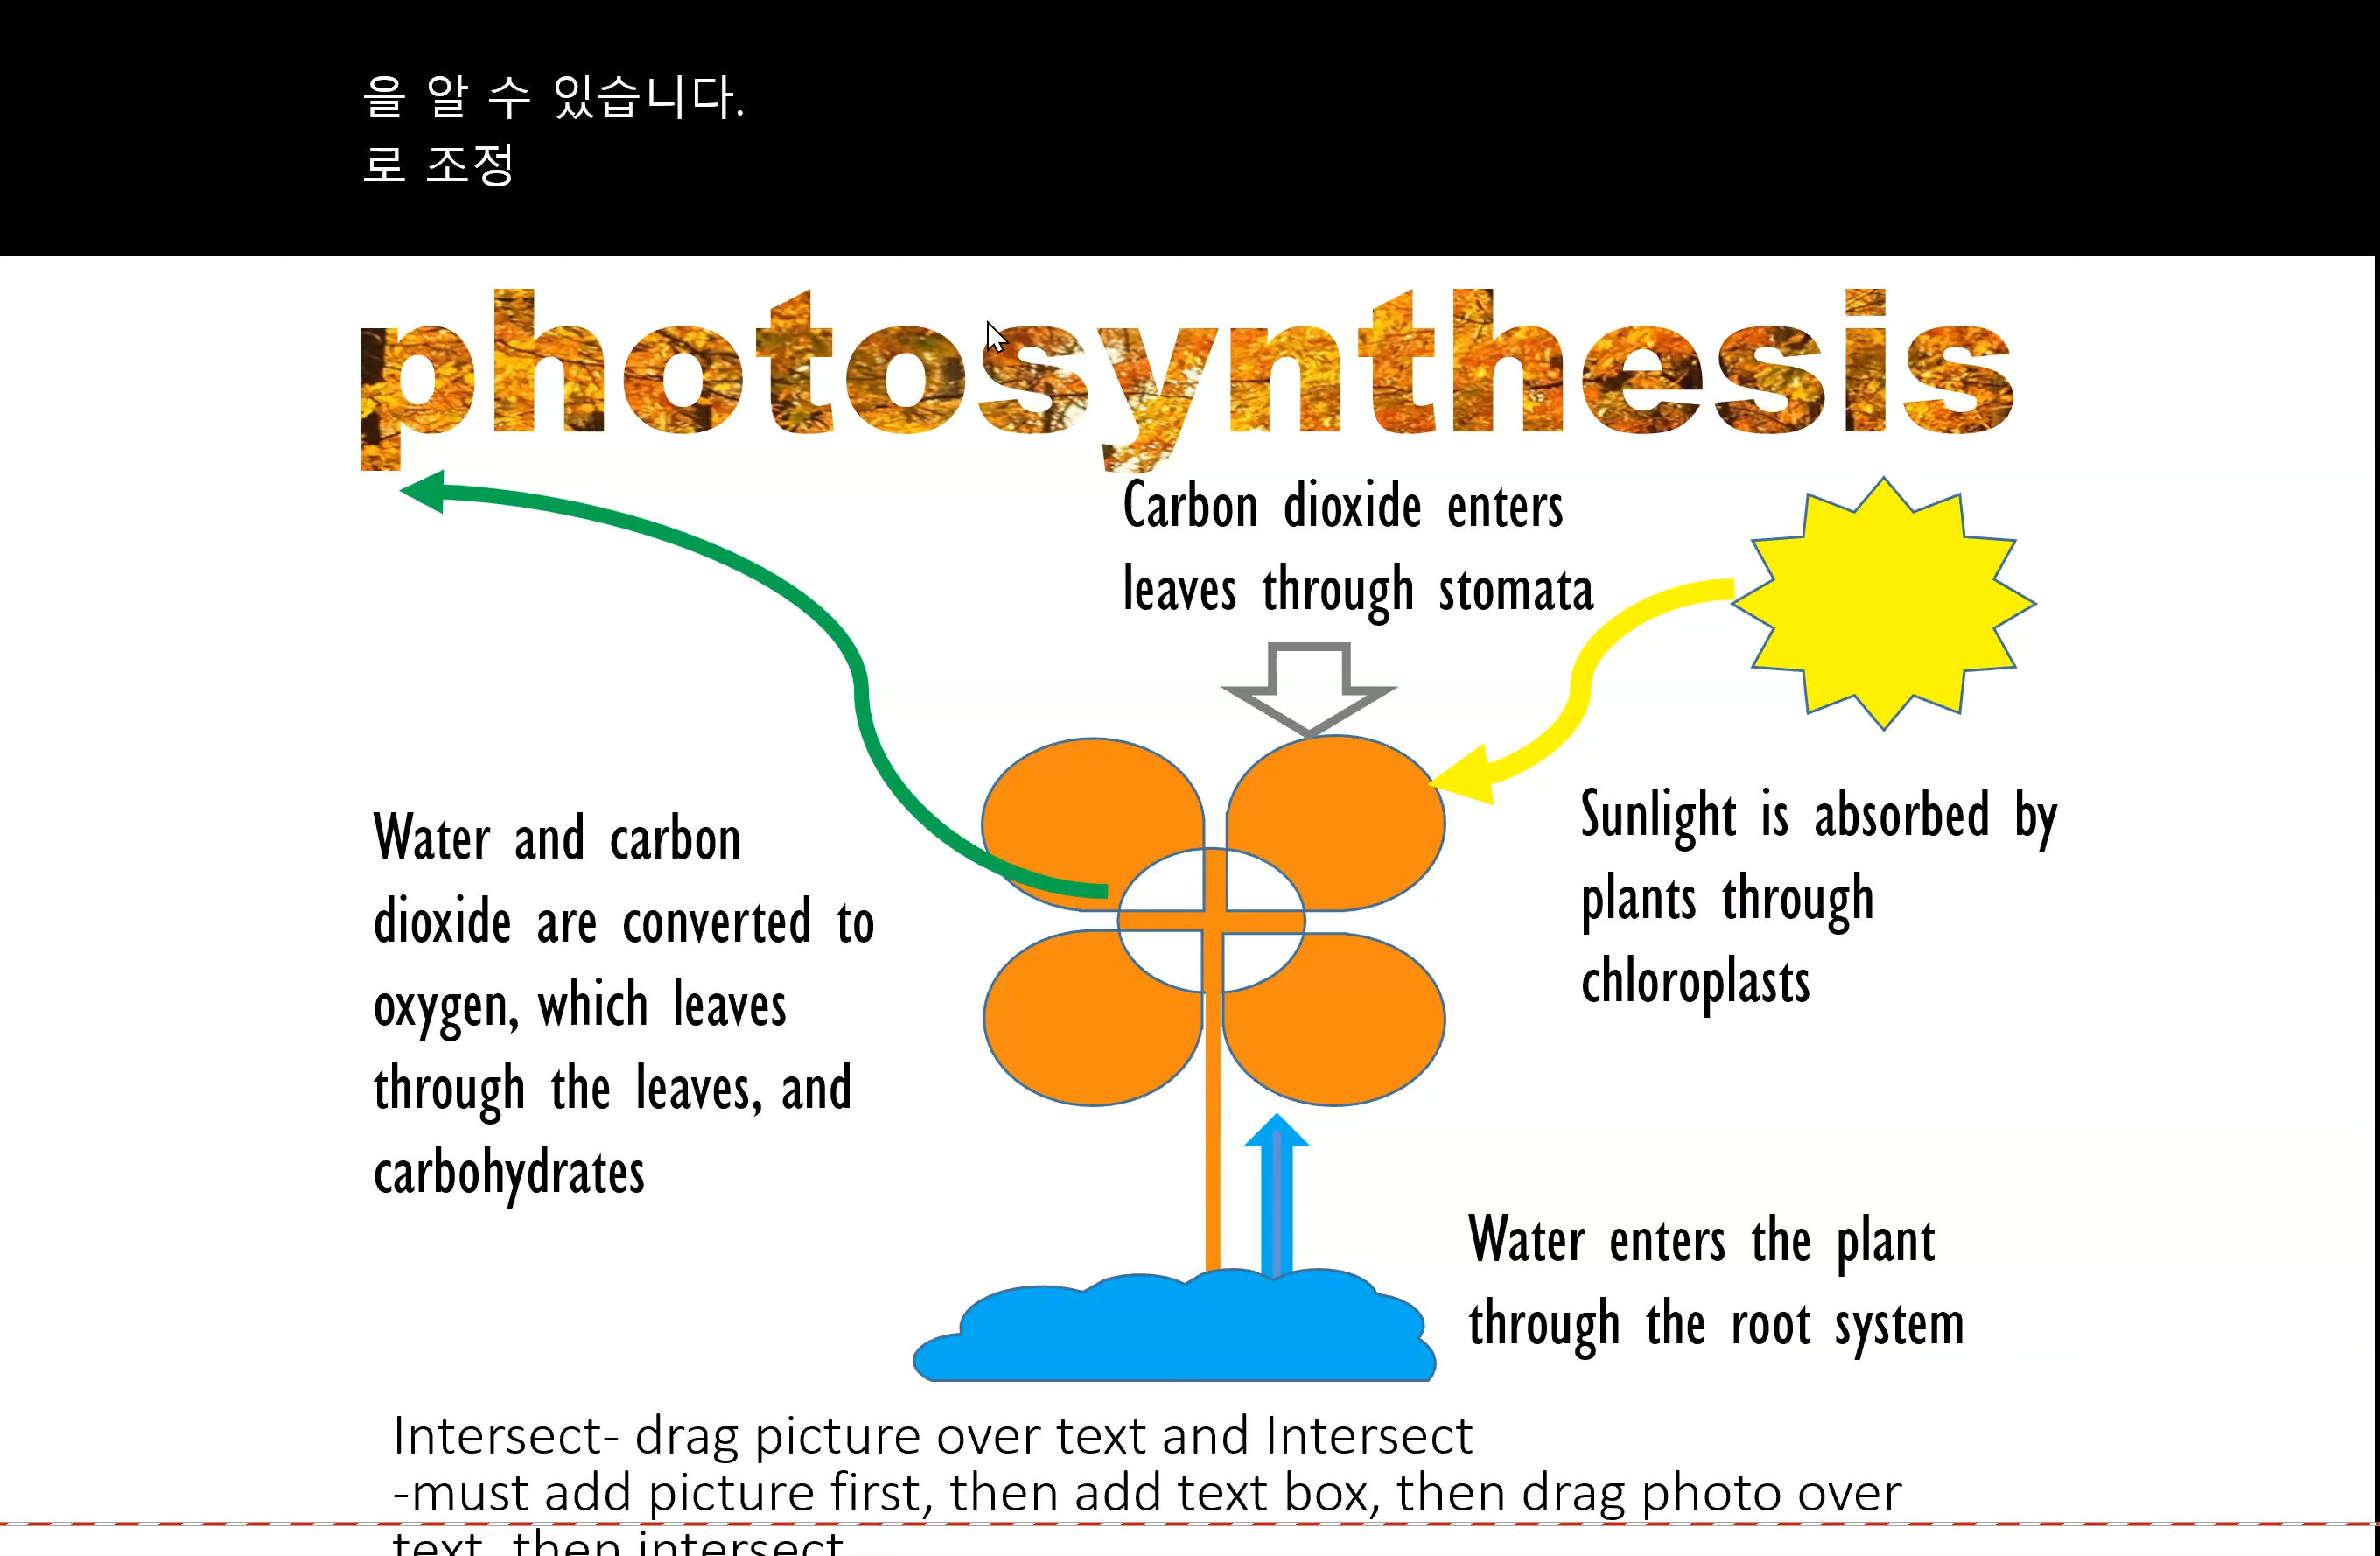 을 알 수 있습니다.
로 조정
photosynthesis
Carbon dioxide enters
leaves through stomata
Water and carbon
dioxide are converted to
oxygen, which leaves
through the leaves, and
carbohydrates
Sunlight is absorbed by
plants through
chloroplasts
Water enters the plant
through the root system
Intersect- drag picture over text and Intersect
-must add picture first, then add text box, then drag photo over
text, then intersect